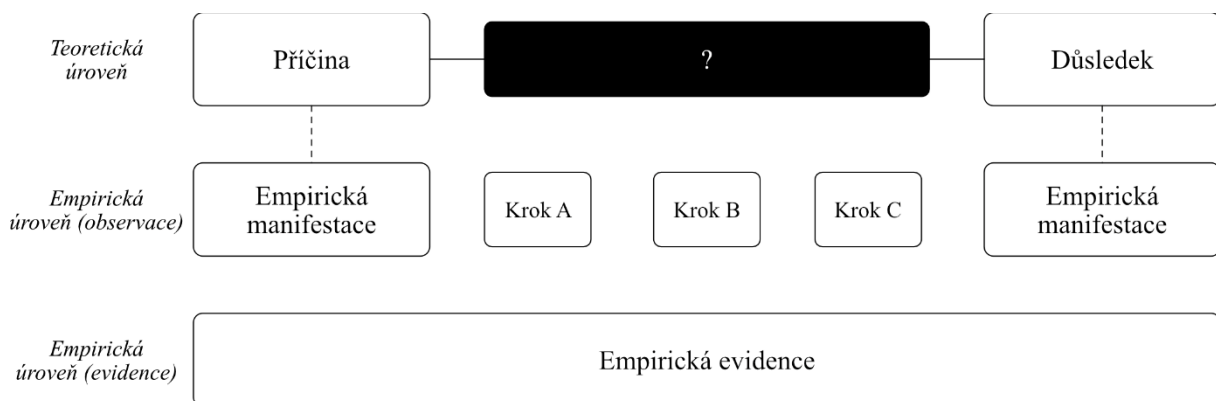 Teoretická
úroveň
Příčina
?
Důsledek
Empirická
úroveň (observace)
Empirická
manifestace
Krok A
Krok B
Krok C
Empirická
manifestace
Empirická
úroveň (evidence)
Empirická evidence